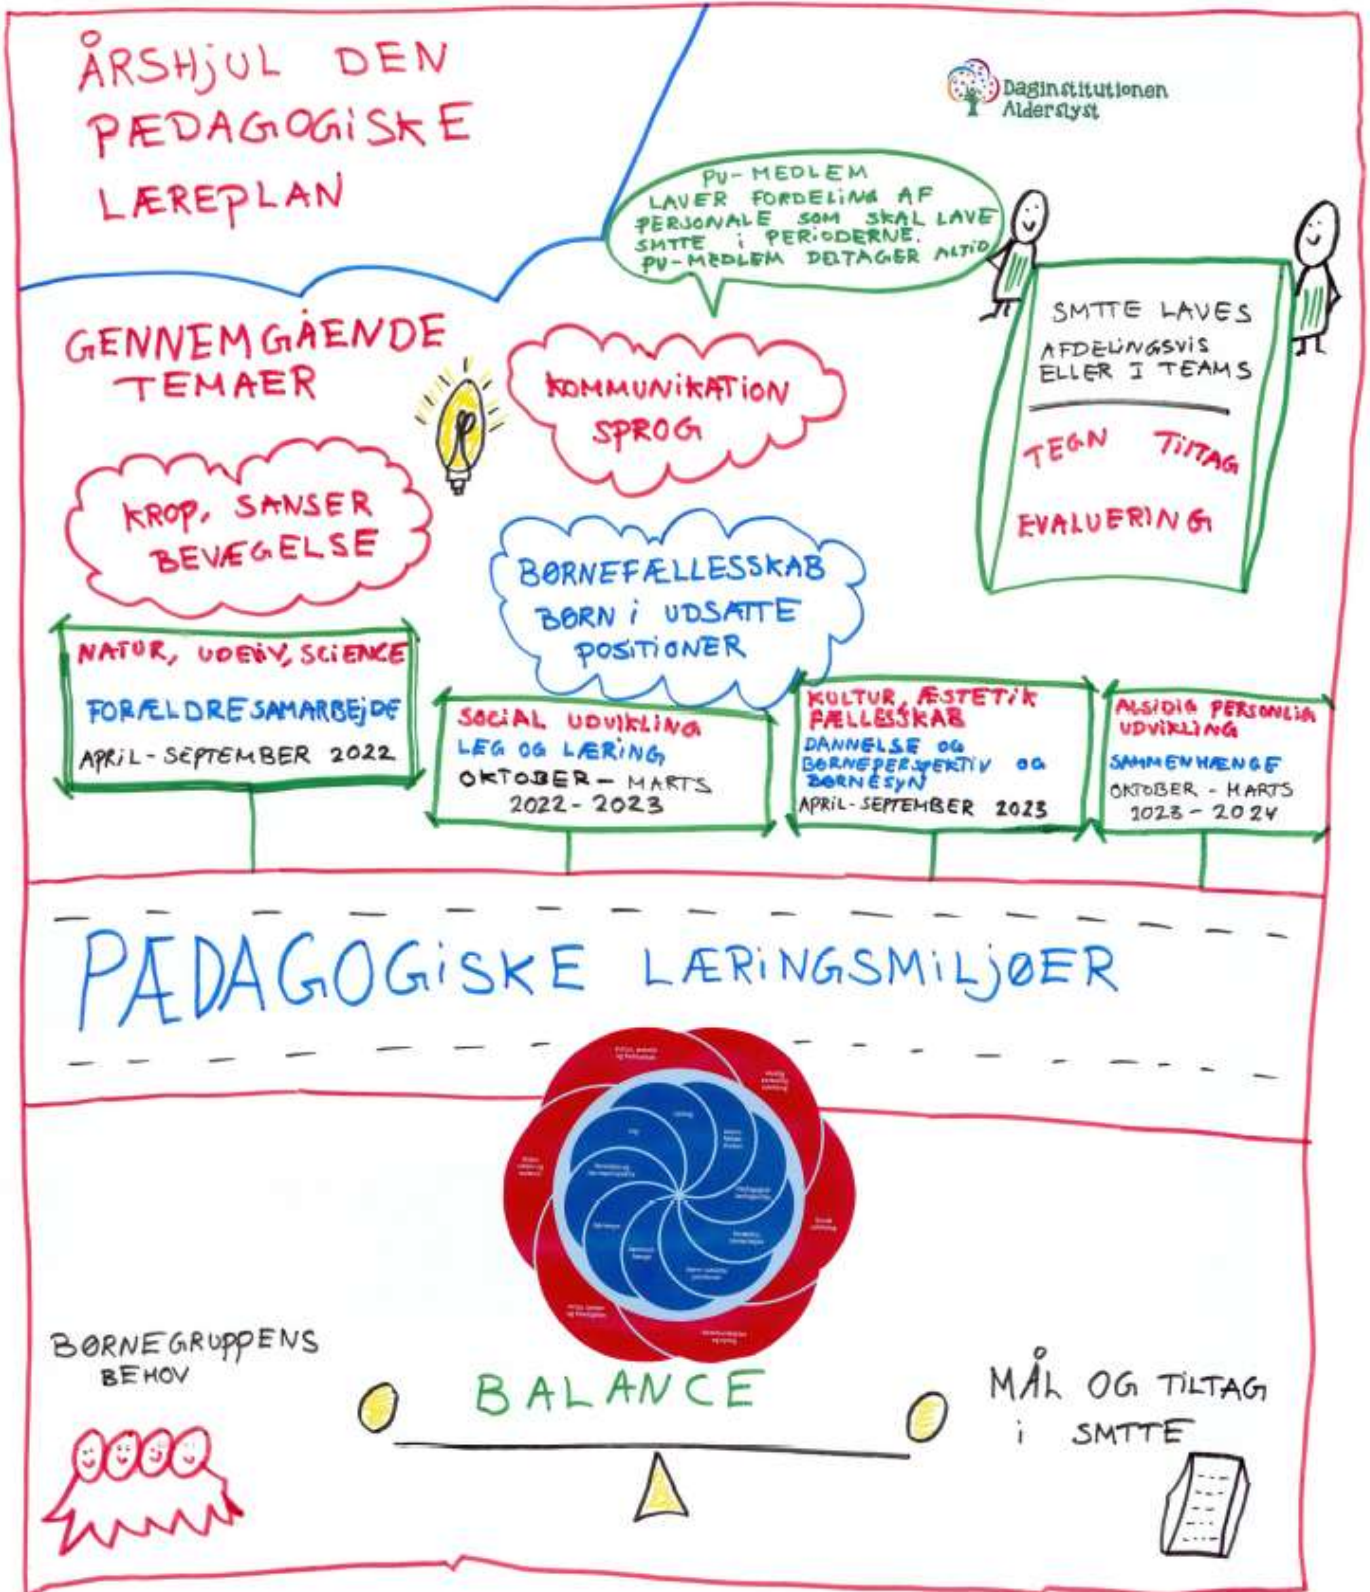 ÅRSHJUL DEN
PÆDAGOGISKE
LÆREPLAN
Daginstitutionen
Alderslyst
PU-MEDLEM
LAVER FORDELING AF
PERSONALE SOM SKAL LAVE
SMTTE i PERIODERNE.
PU-MEDLEM DELTAGER ALTID
SMTTE LAVES
AFDELINGSVIS
ELLER I TEAMS
TEGN TILTAG
EVALUERING
GENNEMGÅENDE
TEMAER
KOMMUNIKATION
SPROG
KROP, SANSER
BEVÆGELSE
BØRNEFÆLLESSKAB
BØRN i UDSATTE
POSITIONER
NATUR, UDELIV, SCIENCE
FORÆLDRESAMARBEJDE
APRIL-SEPTEMBER 2022
SOCIAL UDVIKLING
LEG OG LÆRING
OKTOBER - MARTS
2022-2023
KULTUR, ÆSTETIK
FÆLLESSKAB
DANNELSE OG
BØRNEPERSPEKTIV OG
BØRNESYN
APRIL-SEPTEMBER 2023
ALSIDIG PERSONLIG
UDVIKLING
SAMMENHÆNGE
OKTOBER - MARTS
2023-2024
PÆDAGOGISKE LÆRINGSMILJØER
BØRNEGRUPPENS
BEHOV
BALANCE
MÅL OG TILTAG
i SMTTE